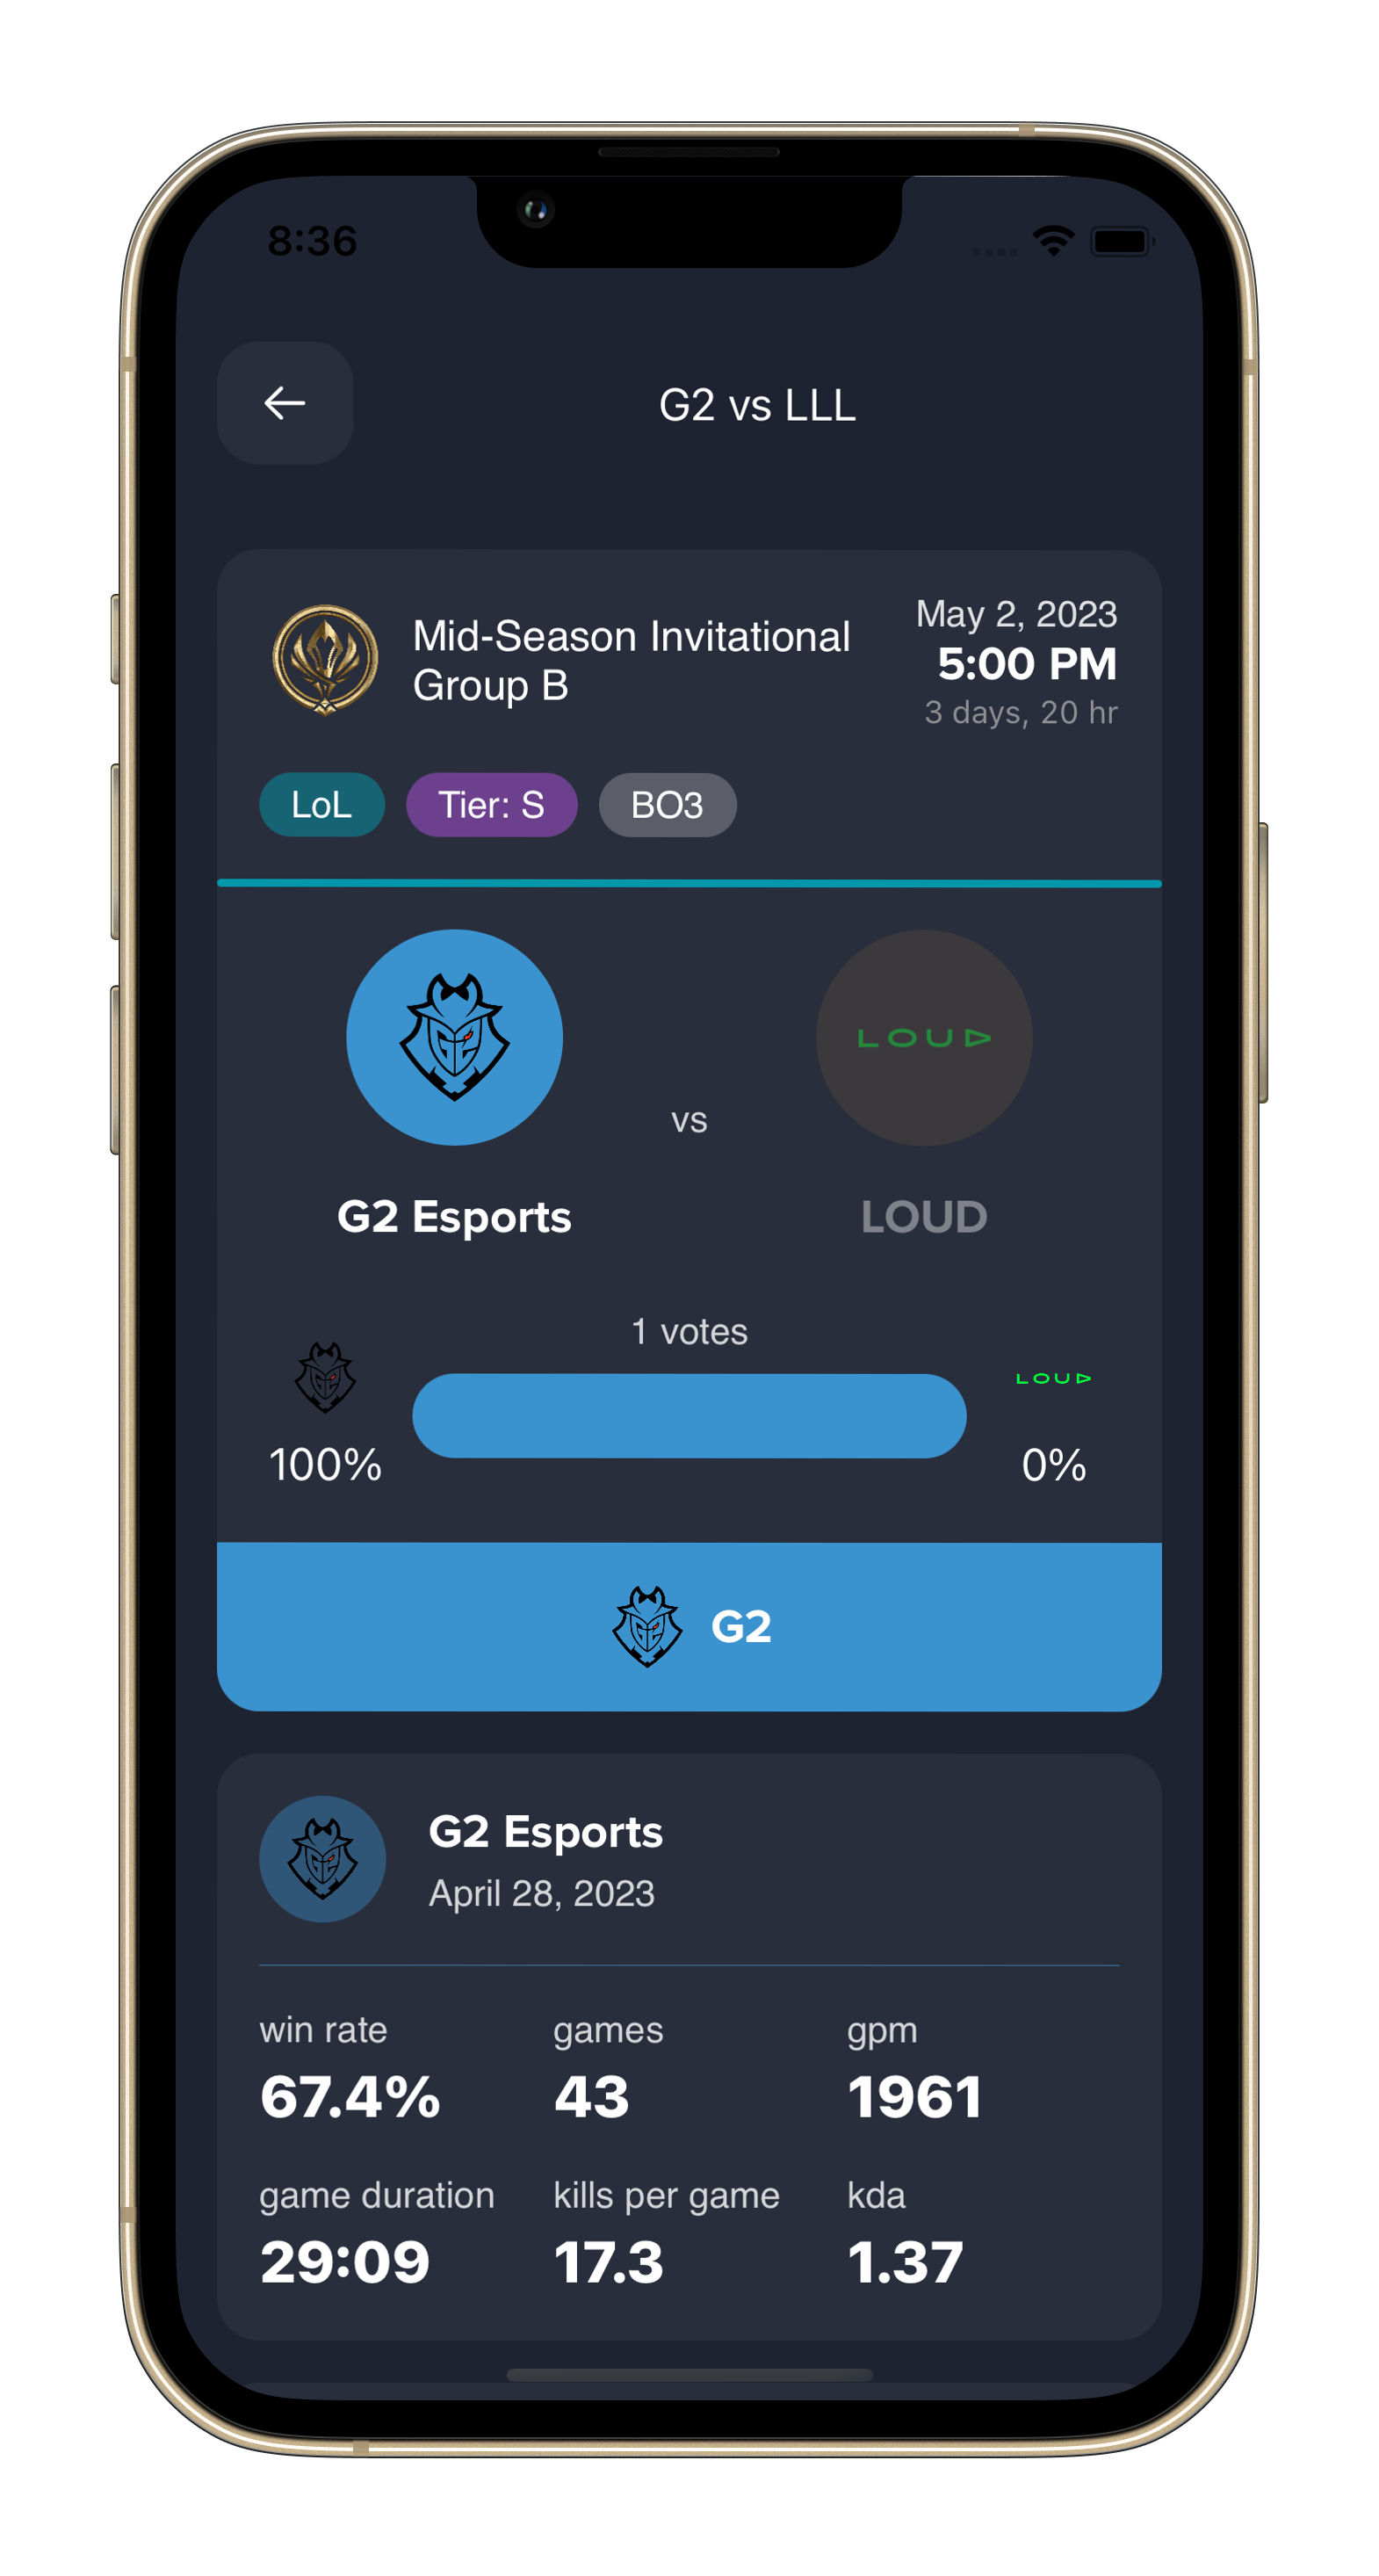 8:36
G2 vs LLL
Mid-Season Invitational
Group B
May 2, 2023
5:00 PM
3 days, 20 hr
LoL
Tier: S
BO3
LOUD
vs
G2 Esports
LOUD
1 votes
LOUD
100%
0%
G2
G2 Esports
April 28, 2023
win rate
games
gpm
67.4%
43
1961
game duration
kills per game
kda
29:09
17.3
1.37